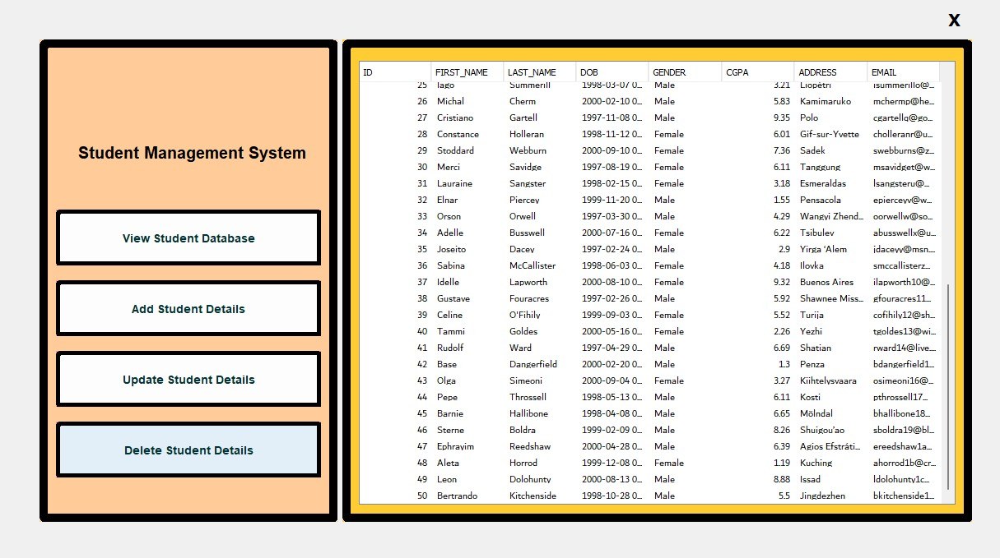 X
Student Management System
View Student Database
Add Student Details
Update Student Details
Delete Student Details
ID FIRST_NAME LAST_NAME DOB GENDER CGPA ADDRESS EMAIL
25 Iago Summerill 1998-03-07 0... Male 3.21 Liopétri isummerillo@...
26 Michal Cherm 2000-02-10 0... Male 5.83 Kamimaruko mchermp@he...
27 Cristiano Gartell 1997-11-08 0... Male 9.35 Polo cgartellq@go...
28 Constance Holleran 1998-11-12 0... Female 6.01 Gif-sur-Yvette cholleranr@u...
29 Stoddard Webburn 2000-09-10 0... Female 7.36 Sadek swebburns@z...
30 Merci Savidge 1997-08-19 0... Female 6.11 Tanggung msavidget@w...
31 Lauraine Sangster 1998-02-15 0... Female 3.18 Esmeraldas lsangsteru@...
32 Elnar Piercey 1999-11-20 0... Male 1.55 Pensacola epierceyv@w...
33 Orson Orwell 1997-03-30 0... Male 4.29 Wangyi Zhend... oorwellw@so...
34 Adelle Busswell 2000-07-16 0... Female 6.22 Tsibulev abusswellx@u...
35 Joseito Dacey 1997-02-24 0... Male 2.9 Yirga ‘Alem jdaceyy@msn...
36 Sabina McCallister 1998-06-03 0... Female 4.18 Ilovka smccallisterz...
37 Idelle Lapworth 2000-08-10 0... Female 9.32 Buenos Aires ilapworth10@...
38 Gustave Fouracres 1997-02-26 0... Male 5.92 Shawnee Miss... gfouracres11...
39 Celine O'Fihily 1999-09-03 0... Female 5.52 Turija cofihily12@sh...
40 Tammi Goldes 2000-05-16 0... Female 2.26 Yezhi tgoldes13@wi...
41 Rudolf Ward 1997-04-29 0... Male 6.69 Shatian rward14@live...
42 Base Dangerfield 2000-02-20 0... Male 1.3 Penza bdangerfield1...
43 Olga Simeoni 2000-09-04 0... Female 3.27 Kiihtelysvaara osimeoni16@...
44 Pepe Throssell 1998-05-13 0... Male 6.11 Kosti pthrossell17...
45 Barnie Hallibone 1998-04-08 0... Male 6.65 Mölndal bhallibone18...
46 Sterne Boldra 1999-02-09 0... Male 8.26 Shuigou'ao sboldra19@bl...
47 Ephrayim Reedshaw 2000-04-28 0... Male 6.39 Agios Efstráti... ereedshaw1a...
48 Aleta Horrod 1999-12-08 0... Female 1.19 Kuching ahorrod1b@cr...
49 Leon Dolohunty 2000-08-13 0... Male 8.88 Issad ldolohunty1c...
50 Bertrando Kitchenside 1998-10-28 0... Male 5.5 Jingdezhen bkitchenside1...